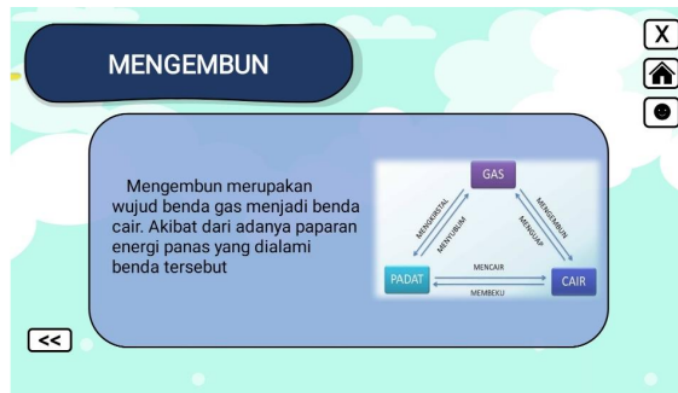 MENGEMBUN
X
Mengembun merupakan
wujud benda gas menjadi benda
cair. Akibat dari adanya paparan
energi panas yang dialami
benda tersebut
GAS
MENGKRISTAL
MENYUBLIM
MENGEMBUN
MENGUAP
PADAT
MENCAIR
MEMBEKU
CAIR
<<